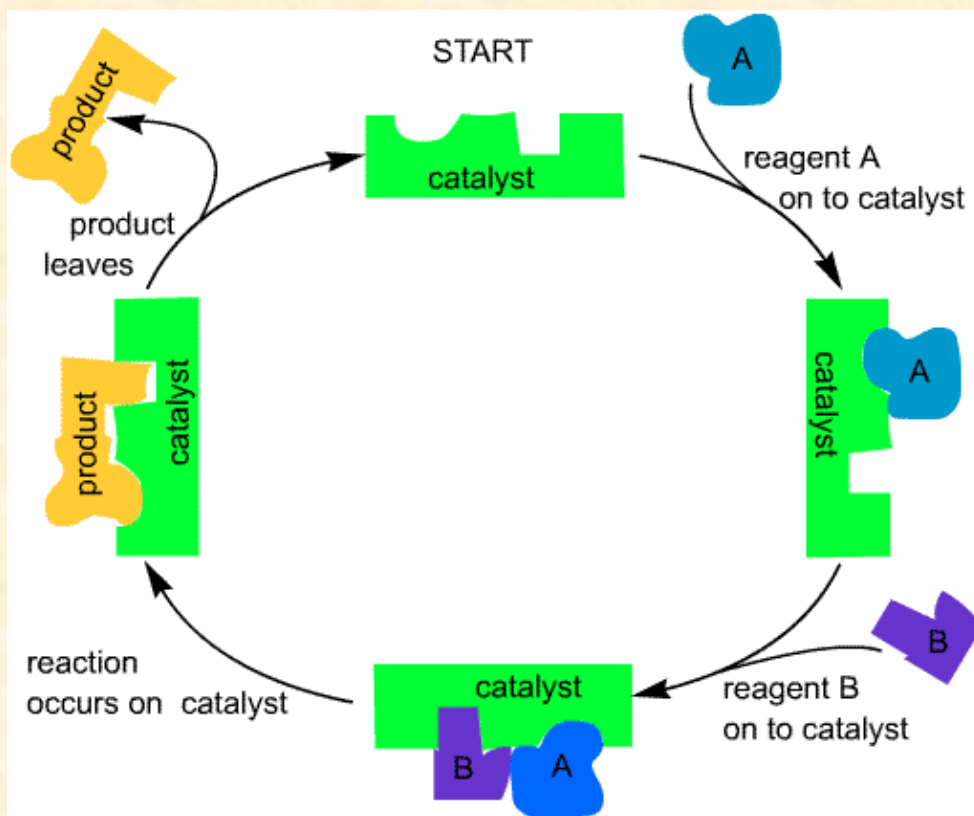 START
A
product
catalyst
reagent A
on to catalyst
product
leaves
catalyst
A
product
catalyst
B
reagent B
on to catalyst
catalyst
B
A
reaction
occurs on catalyst